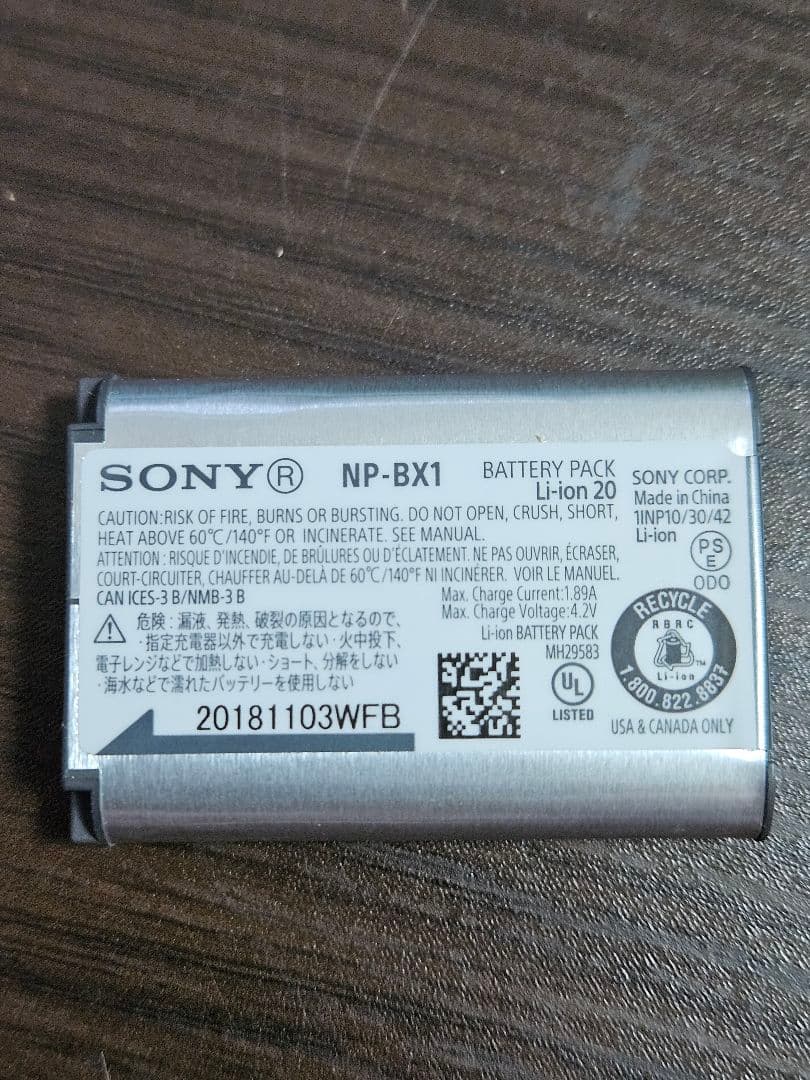 SONY® NP-BX1 BATTERY PACK
Li-ion 20
SONY CORP.
Made in China
1INP10/30/42
Li-ion
PS
E
ODO
CAUTION:RISK OF FIRE, BURNS OR BURSTING. DO NOT OPEN, CRUSH, SHORT,
HEAT ABOVE 60℃/140°F OR INCINERATE. SEE MANUAL.
ATTENTION : RISQUE D'INCENDIE, DE BRÛLURES OU D'ÉCLATEMENT. NE PAS OUVRIR, ÉCRASER,
COURT-CIRCUITER, CHAUFFER AU-DELÀ DE 60℃/140°F NI INCINÉRER. VOIR LE MANUEL.
CAN ICES-3 B/NMB-3 B
Max. Charge Current:1.89A
Max. Charge Voltage:4.2V
Li-ion BATTERY PACK
MH29583
UL
LISTED
危険 : 漏液、発熱、破裂の原因となるので、
・指定充電器以外で充電しない・火中投下、
電子レンジなどで加熱しない・ショート、分解をしない
・海水などで濡れたバッテリーを使用しない
20181103WFB
RECYCLE
RBRC
Li-ion
TM
1.800.822.8837
USA & CANADA ONLY